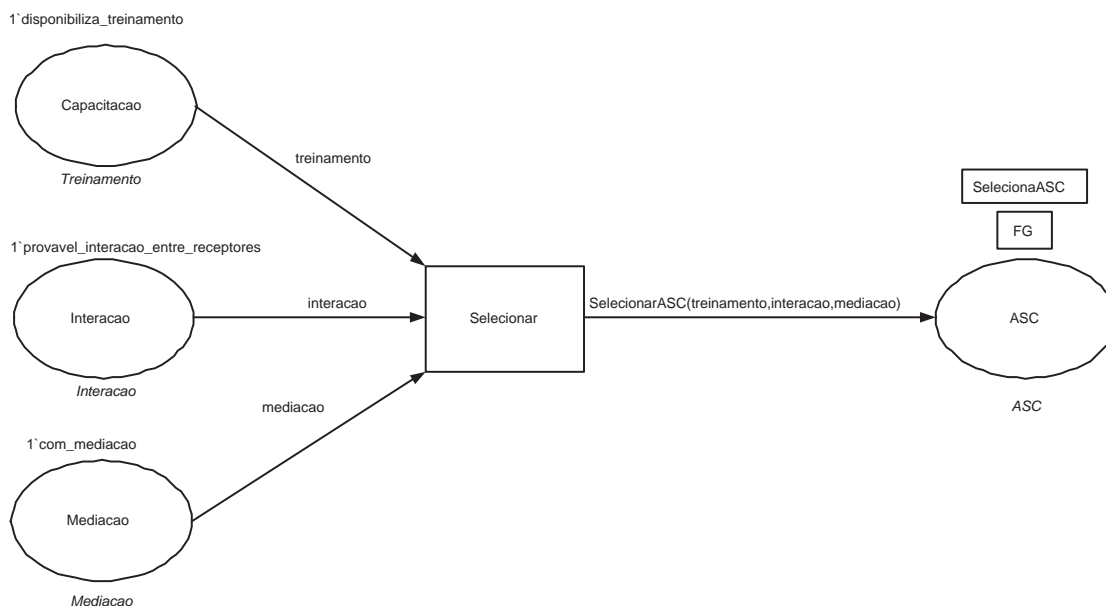 1`disponibiliza_treinamento
Capacitacao
Treinamento
treinamento
1`provavel_interacao_entre_receptores
Interacao
Interacao
interacao
1`com_mediacao
Mediacao
Mediacao
mediacao
Selecionar
SelecionarASC(treinamento,interacao,mediacao)
SelecionaASC
FG
ASC
ASC